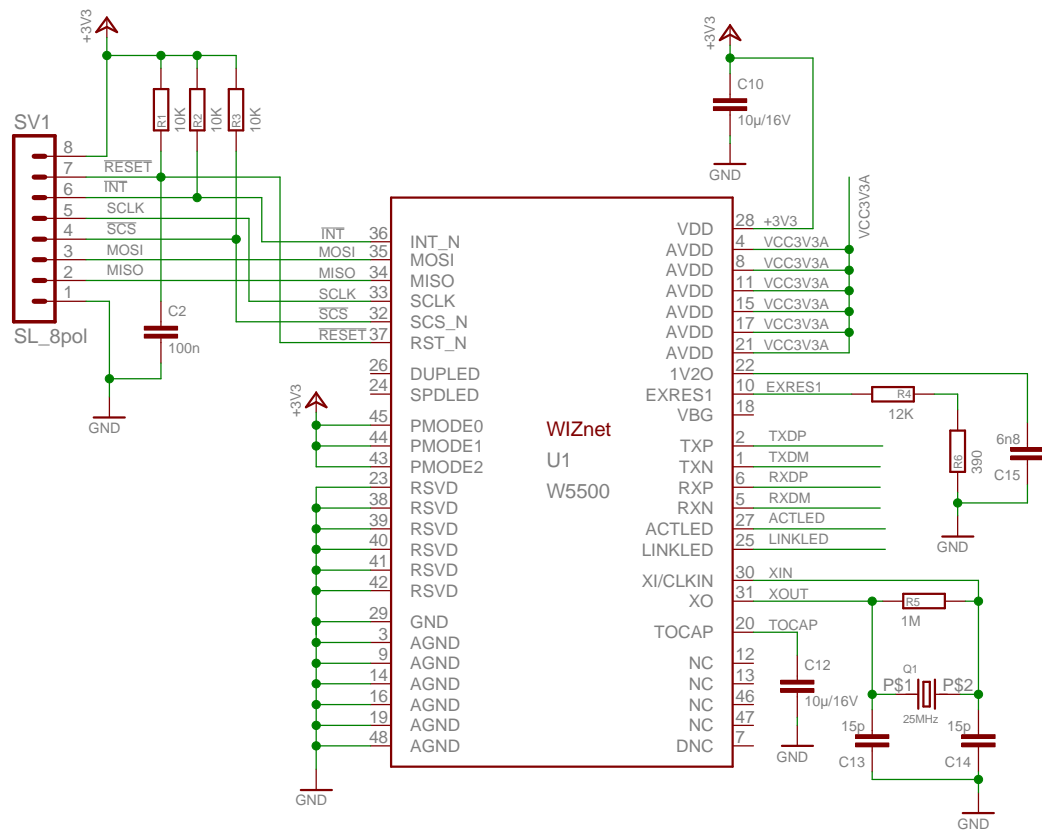 +3V3
R1
10K
R2
10K
R3
10K
SV1
8
7
RESET
6
INT
5
SCLK
4
SCS
3
MOSI
2
MISO
1
SL_8pol
C2
100n
GND
+3V3
C10
10µ/16V
GND
VCC3V3A
INT 36 INT_N
MOSI 35 MOSI
MISO 34 MISO
SCLK 33 SCLK
SCS 32 SCS_N
RESET 37 RST_N
26 DUPLED
24 SPDLED
+3V3
45 PMODE0
44 PMODE1
43 PMODE2
23 RSVD
38 RSVD
39 RSVD
40 RSVD
41 RSVD
42 RSVD
29 GND
3 AGND
9 AGND
14 AGND
16 AGND
19 AGND
48 AGND
GND
WIZnet
U1
W5500
VDD 28 +3V3
AVDD 4 VCC3V3A
AVDD 8 VCC3V3A
AVDD 11 VCC3V3A
AVDD 15 VCC3V3A
AVDD 17 VCC3V3A
AVDD 21 VCC3V3A
1V2O 22
EXRES1 10 EXRES1
VBG 18
TXP 2 TXDP
TXN 1 TXDM
RXP 6 RXDP
RXN 5 RXDM
ACTLED 27 ACTLED
LINKLED 25 LINKLED
XI/CLKIN 30 XIN
XO 31 XOUT
TOCAP 20 TOCAP
NC 12
NC 13
NC 46
NC 47
DNC 7
R4
12K
R6
390
6n8
C15
GND
R5
1M
C12
10µ/16V
GND
Q1
P$1 P$2
25MHz
15p
C13
15p
C14
GND